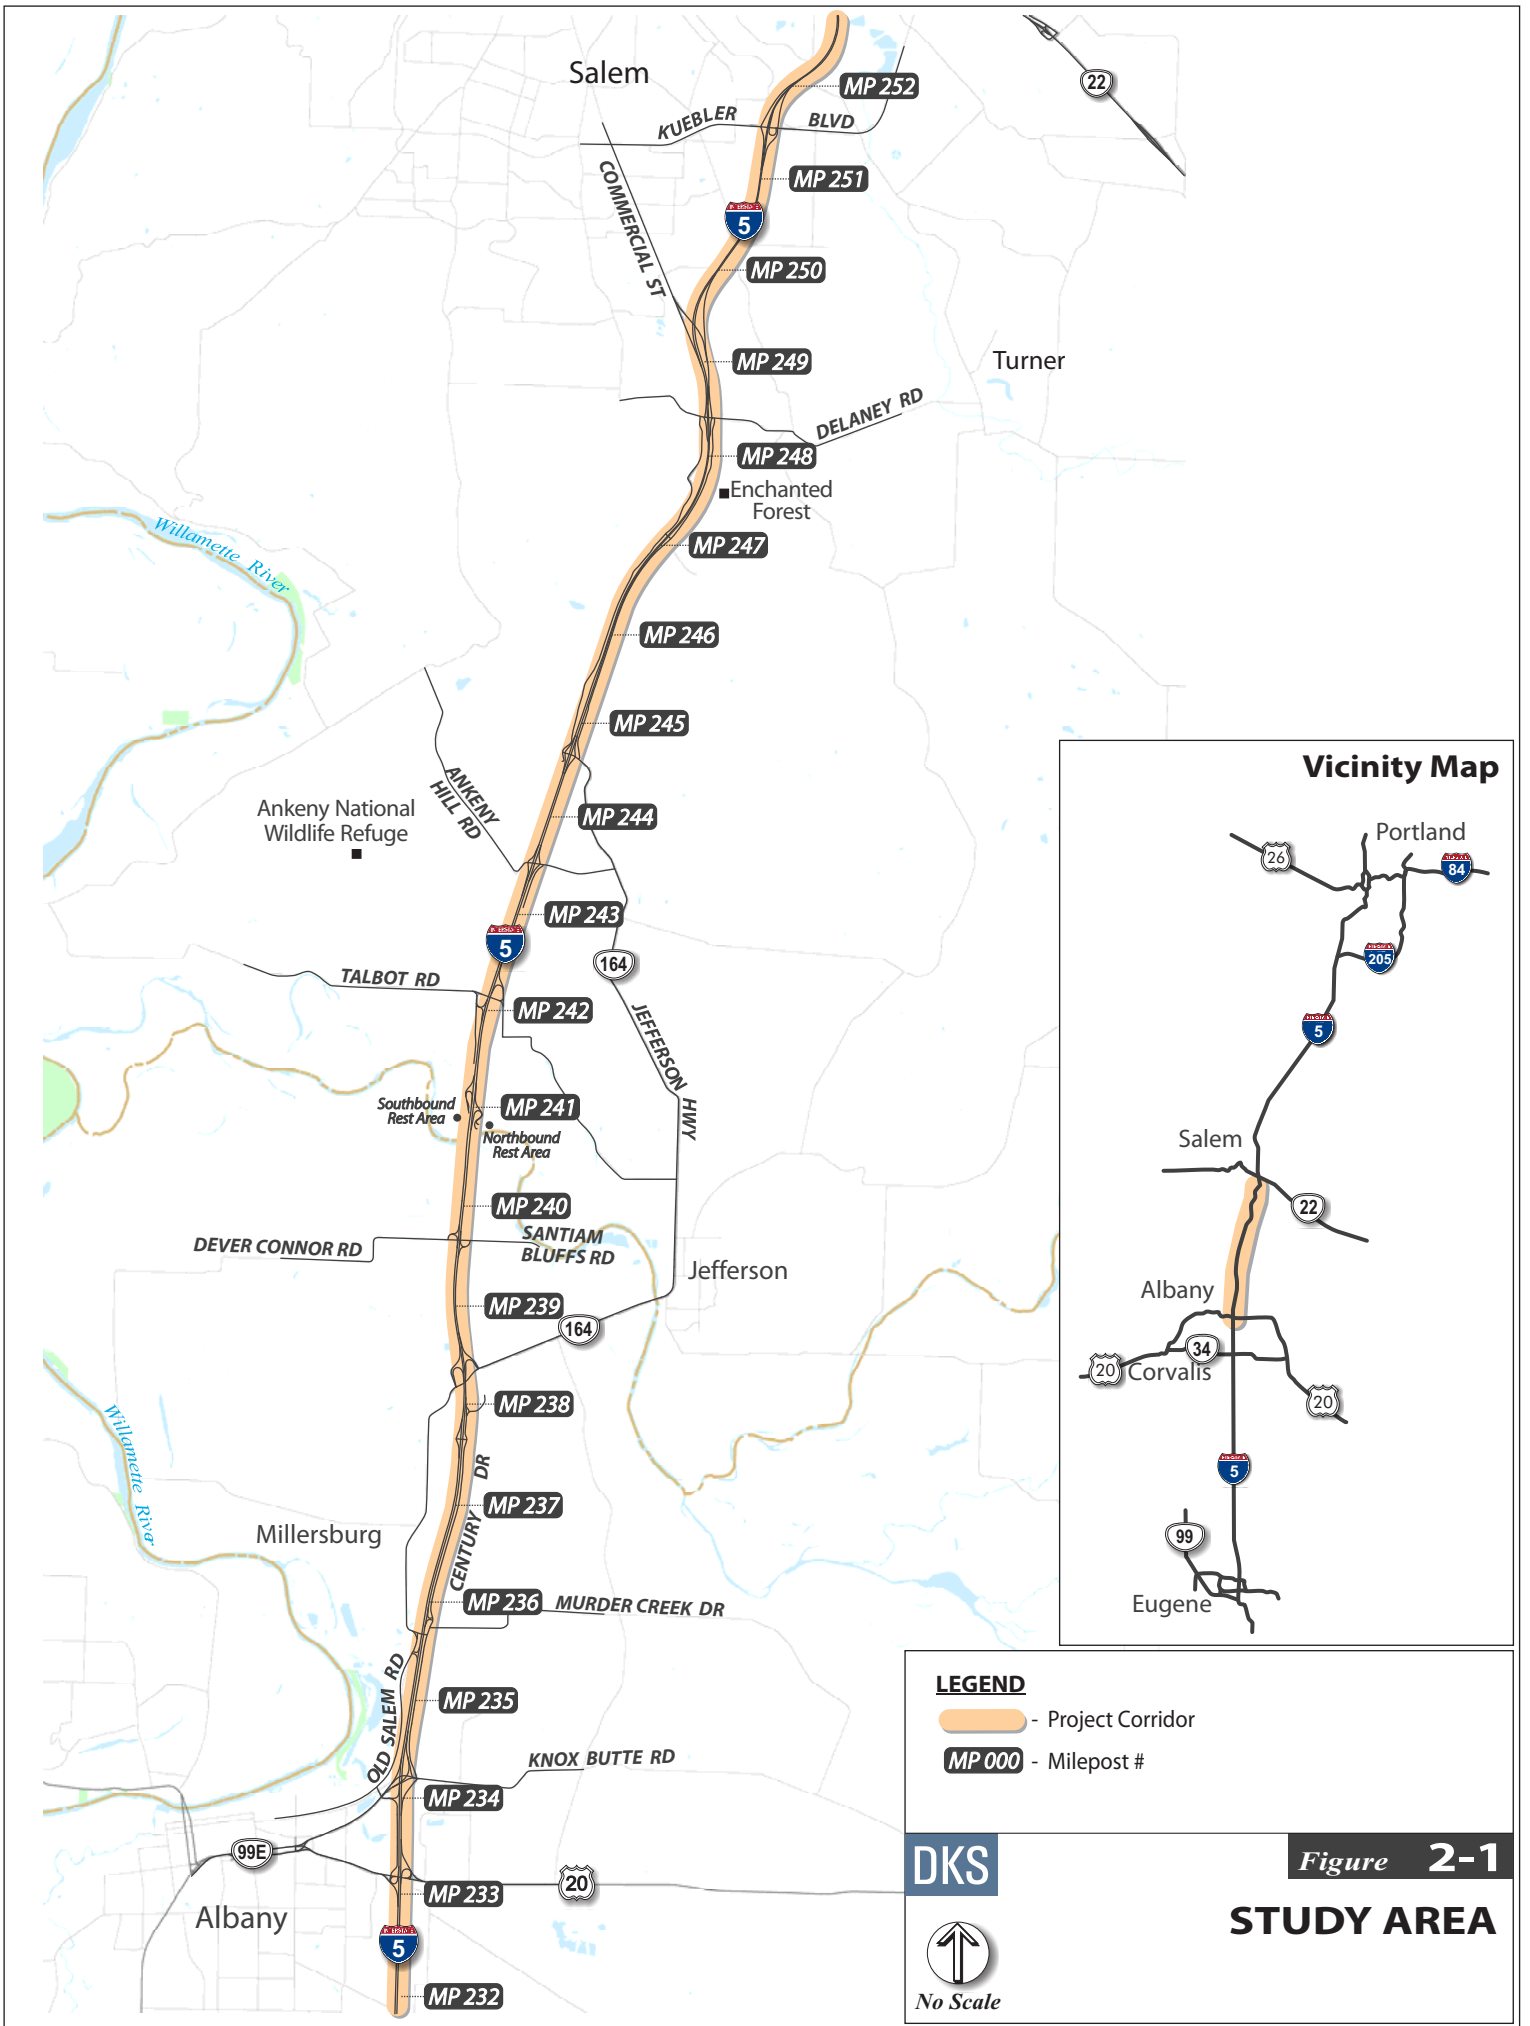 Salem
MP 252
22
KUEBLER BLVD
COMMERCIAL ST
MP 251
INTERSTATE
5
MP 250
MP 249
Turner
DELANEY RD
MP 248
Enchanted
Forest
Willamette River
MP 247
MP 246
MP 245
ANKENY
HILL RD
Ankeny National
Wildlife Refuge
MP 244
MP 243
INTERSTATE
5
164
TALBOT RD
MP 242
JEFFERSON HWY
Southbound
Rest Area
MP 241
Northbound
Rest Area
MP 240
SANTIAM
BLUFFS RD
DEVER CONNOR RD
Jefferson
MP 239
164
MP 238
Willamette River
CENTURY DR
MP 237
Millersburg
MP 236
MURDER CREEK DR
OLD SALEM RD
MP 235
KNOX BUTTE RD
MP 234
99E
20
MP 233
Albany
INTERSTATE
5
MP 232
Vicinity Map
Portland
26
84
205
5
Salem
22
Albany
34
20
Corvalis
20
5
99
Eugene
LEGEND
- Project Corridor
MP 000 - Milepost #
DKS
Figure 2-1
STUDY AREA
No Scale